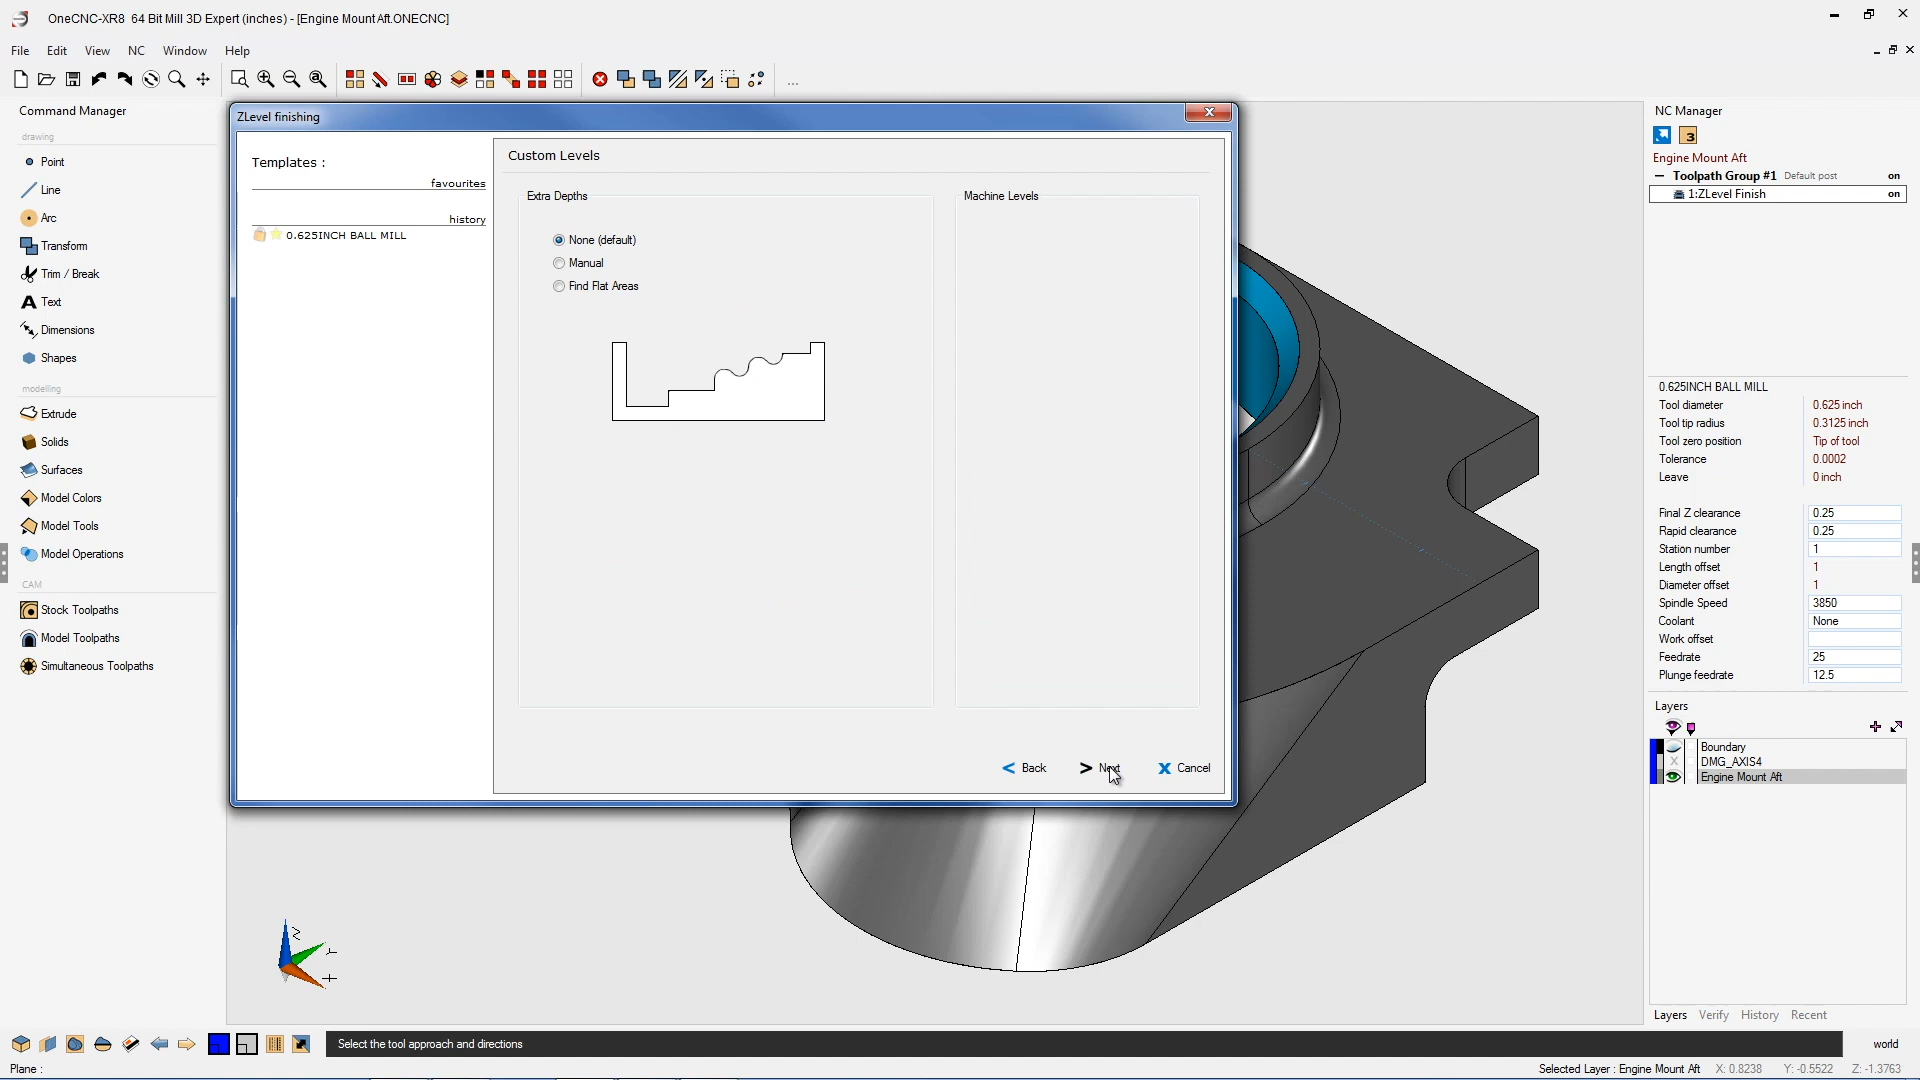 OneCNC-XR8 64 Bit Mill 3D Expert (inches) - [Engine Mount Aft.ONECNC]
File Edit View NC Window Help
...
Command Manager
drawing
Point
Line
Arc
Transform
Trim / Break
Text
Dimensions
Shapes
modelling
Extrude
Solids
Surfaces
Model Colors
Model Tools
Model Operations
CAM
Stock Toolpaths
Model Toolpaths
Simultaneous Toolpaths
ZLevel finishing
Templates :
favourites
history
0.625INCH BALL MILL
Custom Levels
Extra Depths
None (default)
Manual
Find Flat Areas
Machine Levels
< Back
> Next
X Cancel
NC Manager
3
Engine Mount Aft
Toolpath Group #1 Default post on
1:ZLevel Finish on
0.625INCH BALL MILL
Tool diameter 0.625 inch
Tool tip radius 0.3125 inch
Tool zero position Tip of tool
Tolerance 0.0002
Leave 0 inch
Final Z clearance 0.25
Rapid clearance 0.25
Station number 1
Length offset 1
Diameter offset 1
Spindle Speed 3850
Coolant None
Work offset
Feedrate 25
Plunge feedrate 12.5
Layers
Boundary
DMG_AXIS4
Engine Mount Aft
Layers Verify History Recent
Select the tool approach and directions
world
Plane :
Selected Layer : Engine Mount Aft X: 0.8238 Y: -0.5522 Z: -1.3763